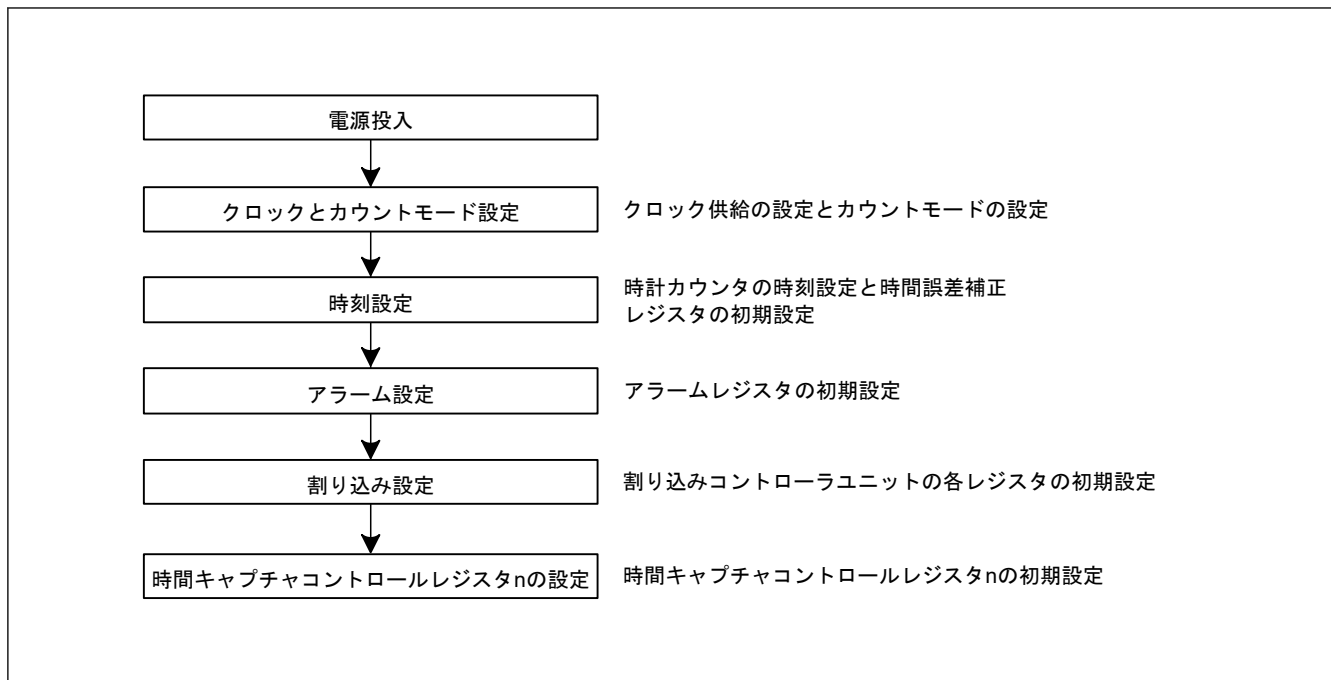 電源投入
クロックとカウントモード設定
クロック供給の設定とカウントモードの設定
時刻設定
時計カウンタの時刻設定と時間誤差補正
レジスタの初期設定
アラーム設定
アラームレジスタの初期設定
割り込み設定
割り込みコントローラユニットの各レジスタの初期設定
時間キャプチャコントロールレジスタnの設定
時間キャプチャコントロールレジスタnの初期設定